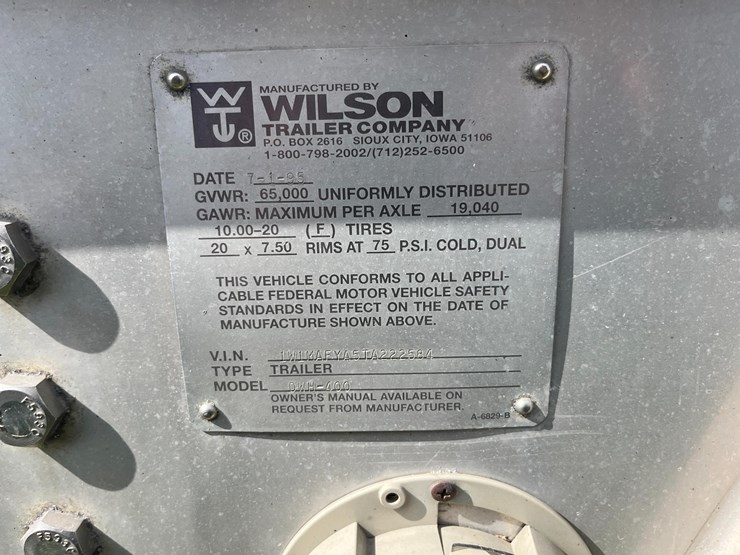 MANUFACTURED BY
WILSON
TRAILER COMPANY
P.O. BOX 2616 SIOUX CITY, IOWA 51106
1-800-798-2002/(712)252-6500
DATE
GVWR: 65,000 UNIFORMLY DISTRIBUTED
GAWR: MAXIMUM PER AXLE 19,040
10.00-20 (F) TIRES
20 x 7.50 RIMS AT 75 P.S.I. COLD, DUAL
THIS VEHICLE CONFORMS TO ALL APPLI-
CABLE FEDERAL MOTOR VEHICLE SAFETY
STANDARDS IN EFFECT ON THE DATE OF
MANUFACTURE SHOWN ABOVE.
V.I.N.
TYPE TRAILER
MODEL DWH-400
OWNER'S MANUAL AVAILABLE ON
REQUEST FROM MANUFACTURER
A-6829-B